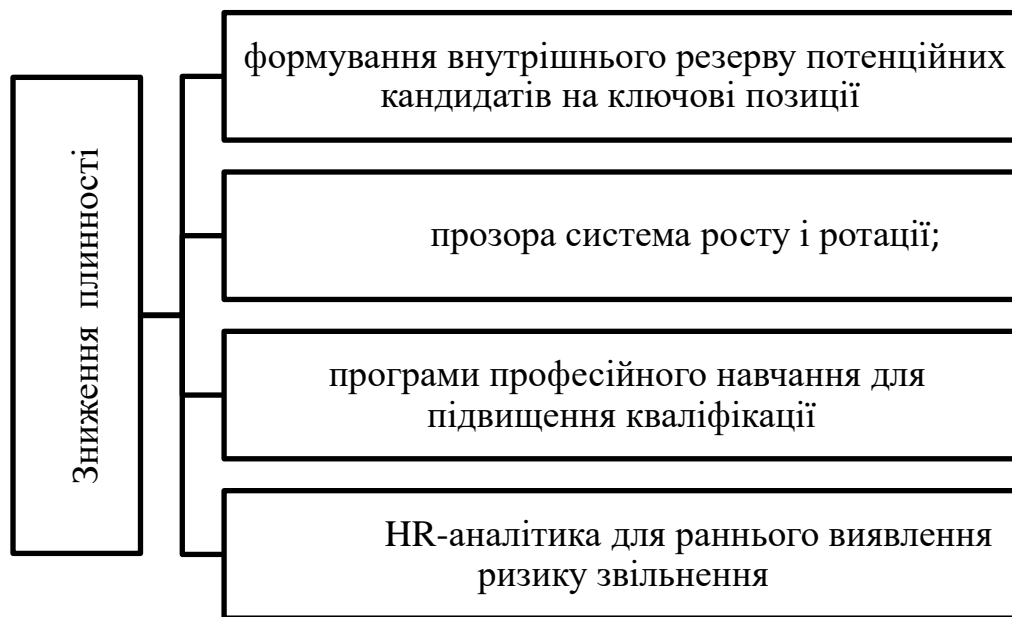 Зниження плинності
формування внутрішнього резерву потенційних
кандидатів на ключові позиції
прозора система росту і ротації;
програми професійного навчання для
підвищення кваліфікації
HR-аналітика для раннього виявлення
ризику звільнення